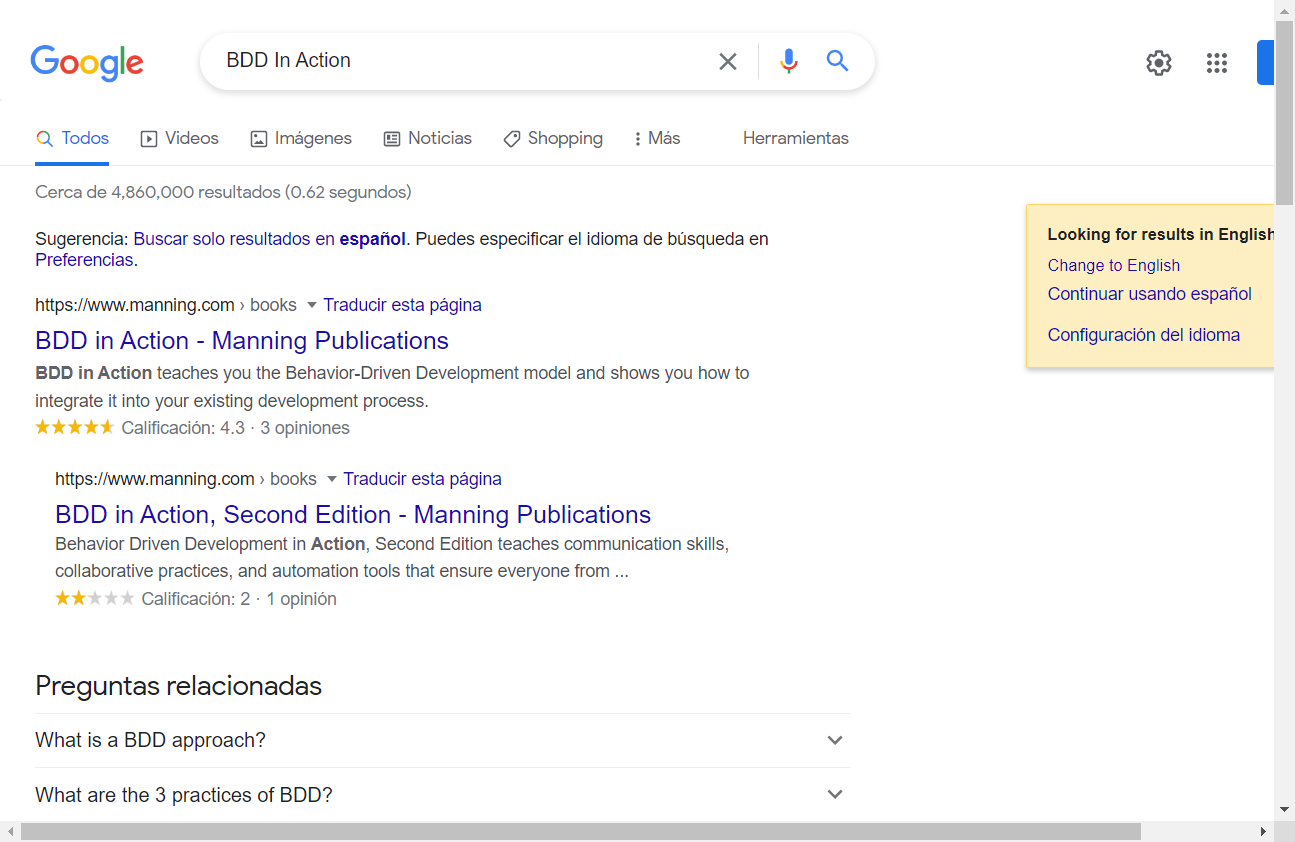 Google
BDD In Action
Todos
Videos
Imágenes
Noticias
Shopping
Más
Herramientas
Cerca de 4,860,000 resultados (0.62 segundos)
Sugerencia: Buscar solo resultados en español. Puedes especificar el idioma de búsqueda en
Preferencias.
https://www.manning.com › books Traducir esta página
BDD in Action - Manning Publications
BDD in Action teaches you the Behavior-Driven Development model and shows you how to
integrate it into your existing development process.
Calificación: 4.3 · 3 opiniones
https://www.manning.com › books Traducir esta página
BDD in Action, Second Edition - Manning Publications
Behavior Driven Development in Action, Second Edition teaches communication skills,
collaborative practices, and automation tools that ensure everyone from ...
Calificación: 2 · 1 opinión
Preguntas relacionadas
What is a BDD approach?
What are the 3 practices of BDD?
Looking for results in English
Change to English
Continuar usando español
Configuración del idioma